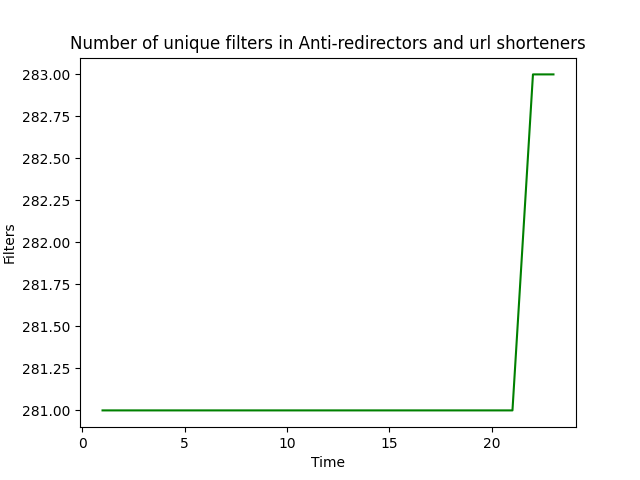 Number of unique filters in Anti-redirectors and url shorteners
283.00
282.75
282.50
282.25
282.00
281.75
281.50
281.25
281.00
Filters
0 5 10 15 20
Time